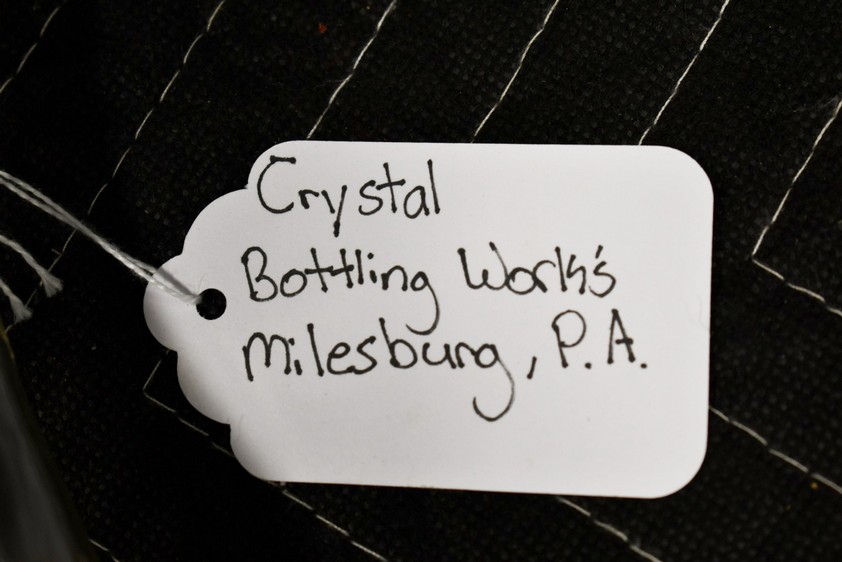 Crystal
Bottling Work's
Milesburg, P.A.